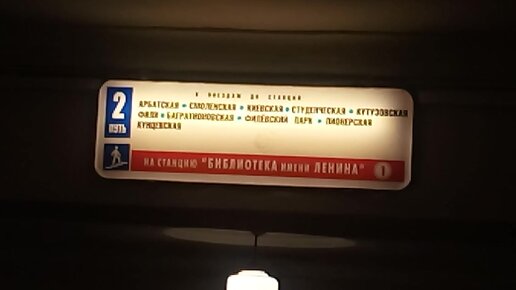 К ПОЕЗДАМ ДО СТАНЦИЙ
2 ПУТЬ
АРБАТСКАЯ • СМОЛЕНСКАЯ • КИЕВСКАЯ • СТУДЕНЧЕСКАЯ • КУТУЗОВСКАЯ
ФИЛИ • БАГРАТИОНОВСКАЯ • ФИЛЁВСКИЙ ПАРК • ПИОНЕРСКАЯ
КУНЦЕВСКАЯ
НА СТАНЦИЮ "БИБЛИОТЕКА ИМЕНИ ЛЕНИНА" 1